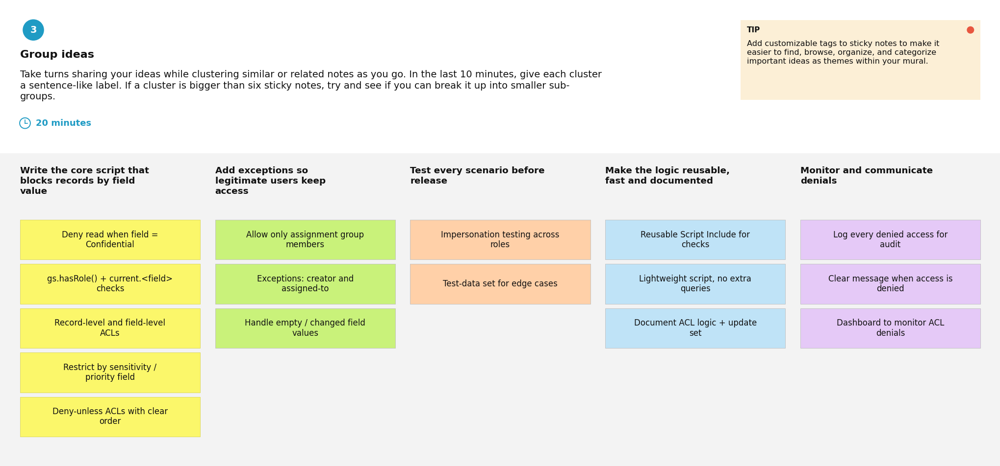 3
Group ideas
Take turns sharing your ideas while clustering similar or related notes as you go. In the last 10 minutes, give each cluster
a sentence-like label. If a cluster is bigger than six sticky notes, try and see if you can break it up into smaller sub-
groups.
20 minutes
TIP
Add customizable tags to sticky notes to make it
easier to find, browse, organize, and categorize
important ideas as themes within your mural.
Write the core script that
blocks records by field
value
Deny read when field =
Confidential
gs.hasRole() + current.<field>
checks
Record-level and field-level
ACLs
Restrict by sensitivity /
priority field
Deny-unless ACLs with clear
order
Add exceptions so
legitimate users keep
access
Allow only assignment group
members
Exceptions: creator and
assigned-to
Handle empty / changed field
values
Test every scenario before
release
Impersonation testing across
roles
Test-data set for edge cases
Make the logic reusable,
fast and documented
Reusable Script Include for
checks
Lightweight script, no extra
queries
Document ACL logic + update
set
Monitor and communicate
denials
Log every denied access for
audit
Clear message when access is
denied
Dashboard to monitor ACL
denials